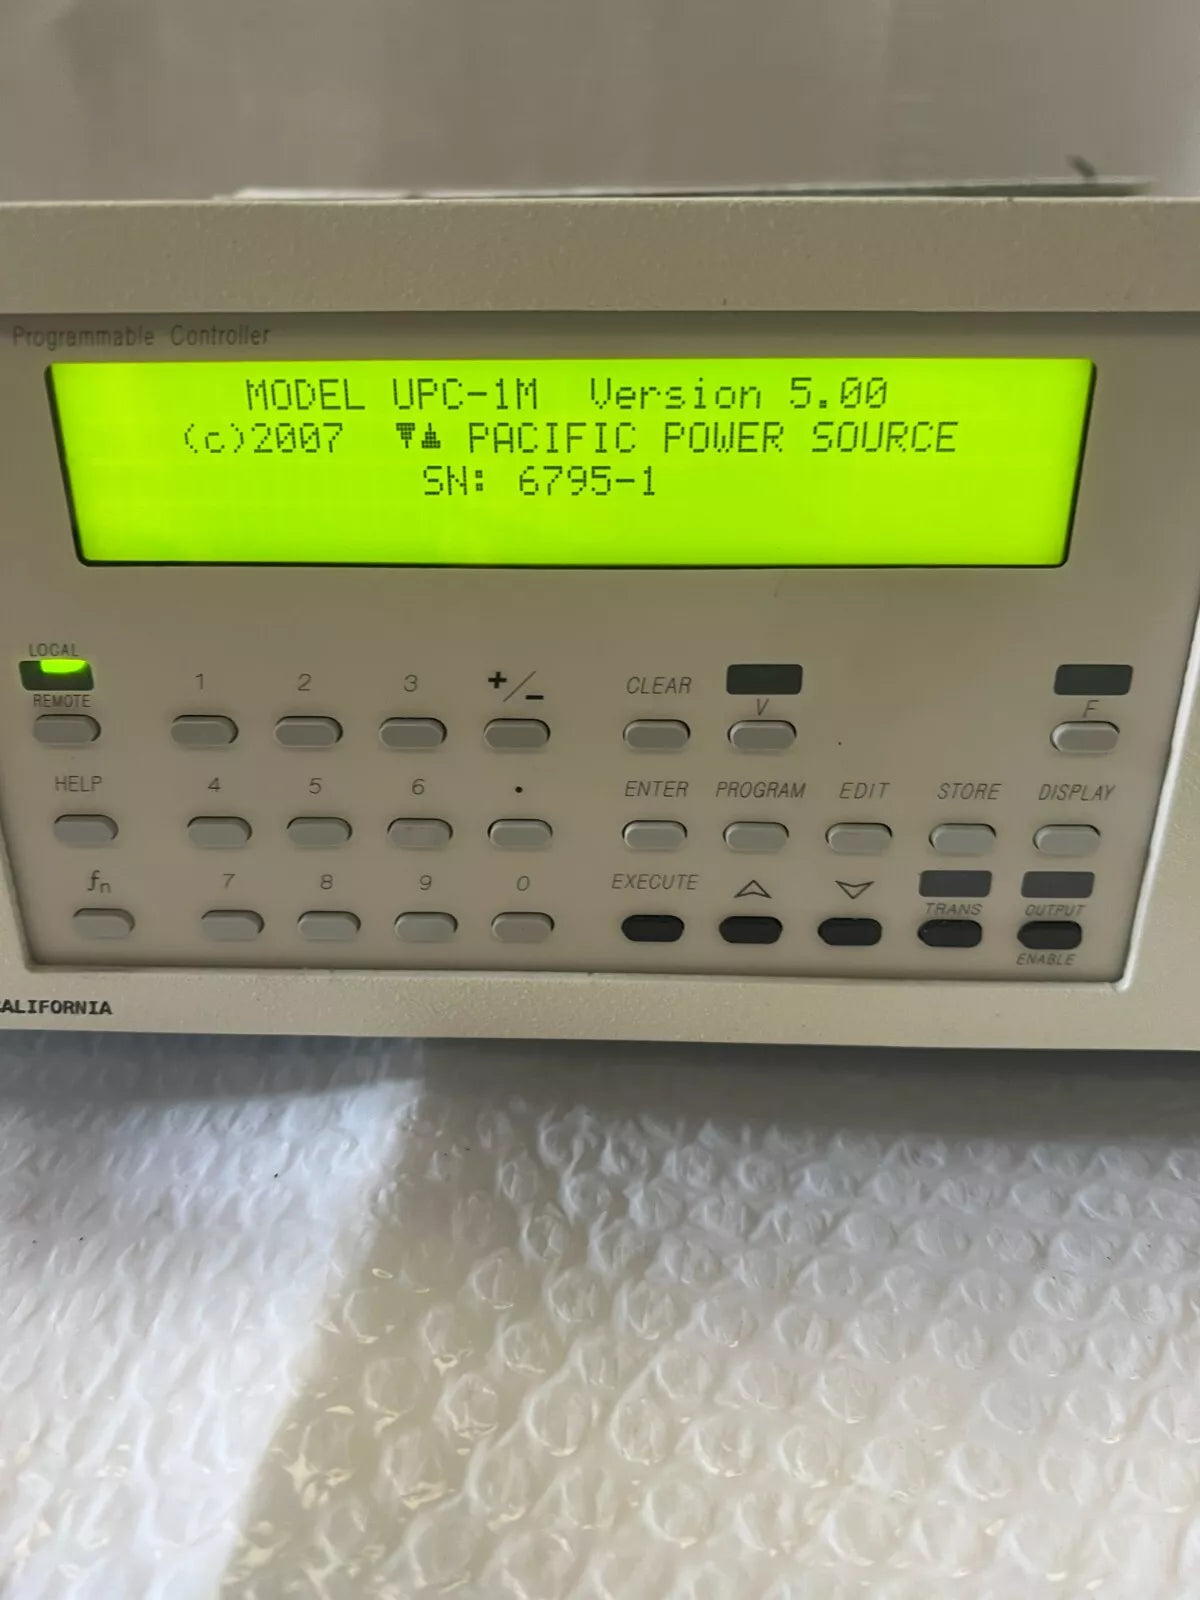 Programmable Controller
MODEL UPC-1M Version 5.00
(c)2007 PACIFIC POWER SOURCE
SN: 6795-1
LOCAL
REMOTE
1 2 3 +/− CLEAR V F
HELP 4 5 6 . ENTER PROGRAM EDIT STORE DISPLAY
fn 7 8 9 0 EXECUTE TRANS OUTPUT
ENABLE
CALIFORNIA